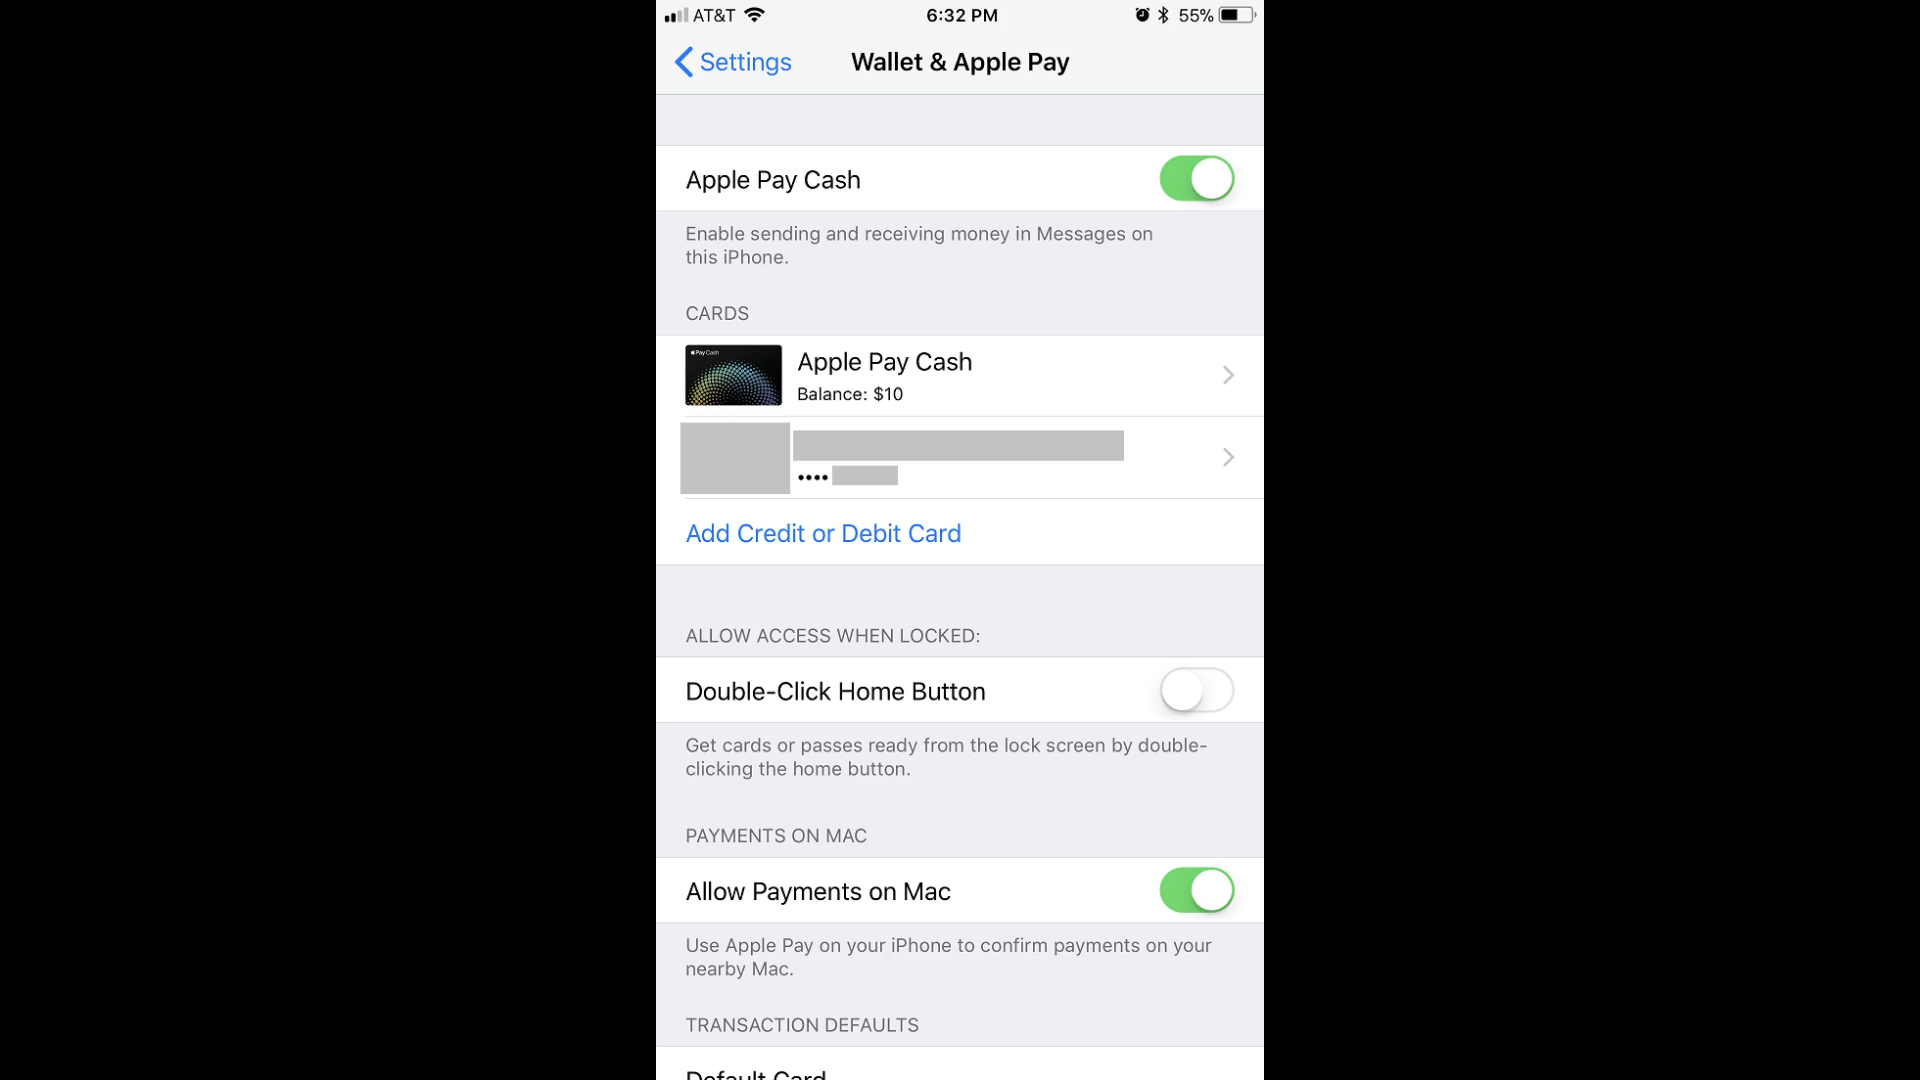 AT&T 6:32 PM 55%
Settings Wallet & Apple Pay
Apple Pay Cash
Enable sending and receiving money in Messages on
this iPhone.
CARDS
Pay Cash
Apple Pay Cash
Balance: $10
••••
Add Credit or Debit Card
ALLOW ACCESS WHEN LOCKED:
Double-Click Home Button
Get cards or passes ready from the lock screen by double-
clicking the home button.
PAYMENTS ON MAC
Allow Payments on Mac
Use Apple Pay on your iPhone to confirm payments on your
nearby Mac.
TRANSACTION DEFAULTS
Default Card